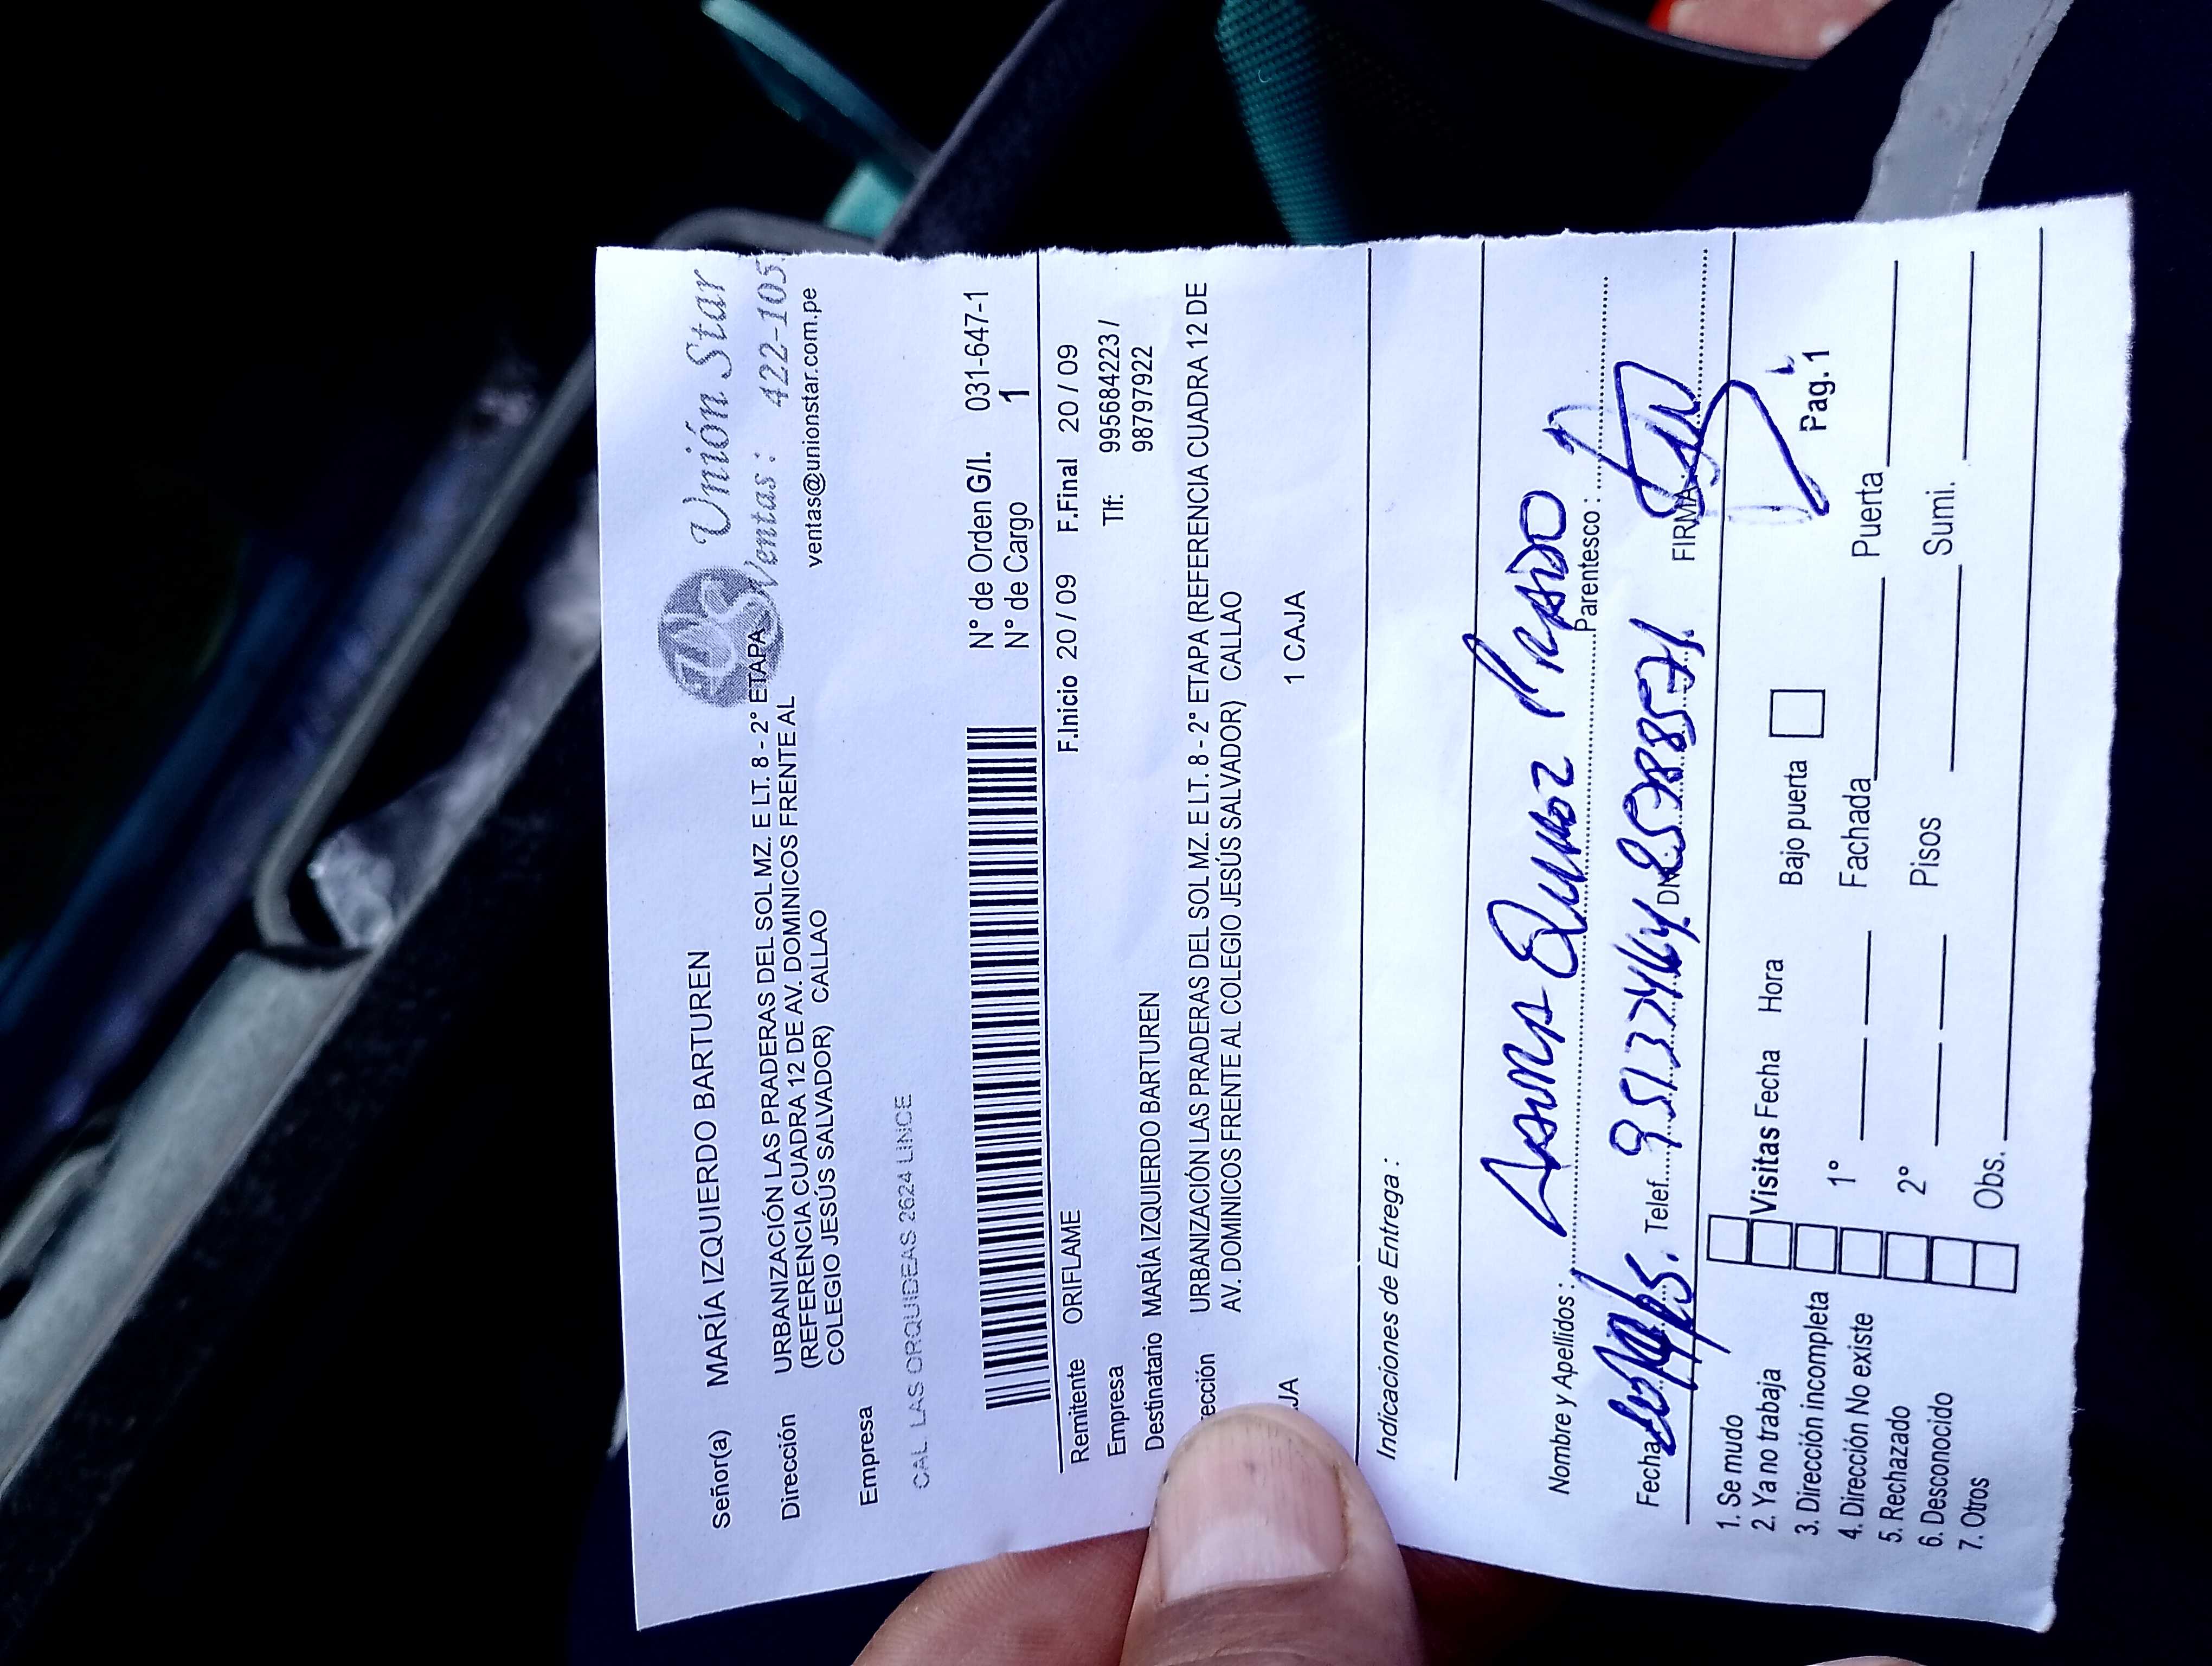 Unión Star
Ventas : 422-105
ventas@unionstar.com.pe
Señor(a) MARÍA IZQUIERDO BARTUREN
Dirección URBANIZACIÓN LAS PRADERAS DEL SOL MZ. E LT. 8 - 2° ETAPA
(REFERENCIA CUADRA 12 DE AV. DOMINICOS FRENTE AL
COLEGIO JESÚS SALVADOR) CALLAO
Empresa
CAL. LAS ORQUIDEAS 2624 LINCE
N° de Orden G/I. 031-647-1
N° de Cargo 1
Remitente ORIFLAME F.Inicio 20 / 09 F.Final 20 / 09
Empresa Tlf: 995684223 /
98797922
Destinatario MARÍA IZQUIERDO BARTUREN
ección URBANIZACIÓN LAS PRADERAS DEL SOL MZ. E LT. 8 - 2° ETAPA (REFERENCIA CUADRA 12 DE
AV. DOMINICOS FRENTE AL COLEGIO JESÚS SALVADOR) CALLAO
JA 1 CAJA
Indicaciones de Entrega :
Nombre y Apellidos : Parentesco :
Fecha Telef. DNI 25788571. FIRMA
1. Se mudo
2. Ya no trabaja Visitas Fecha Hora Bajo puerta Pag.1
3. Dirección incompleta
4. Dirección No existe 1° Fachada Puerta
5. Rechazado
6. Desconocido 2° Pisos Sumi.
7. Otros Obs.